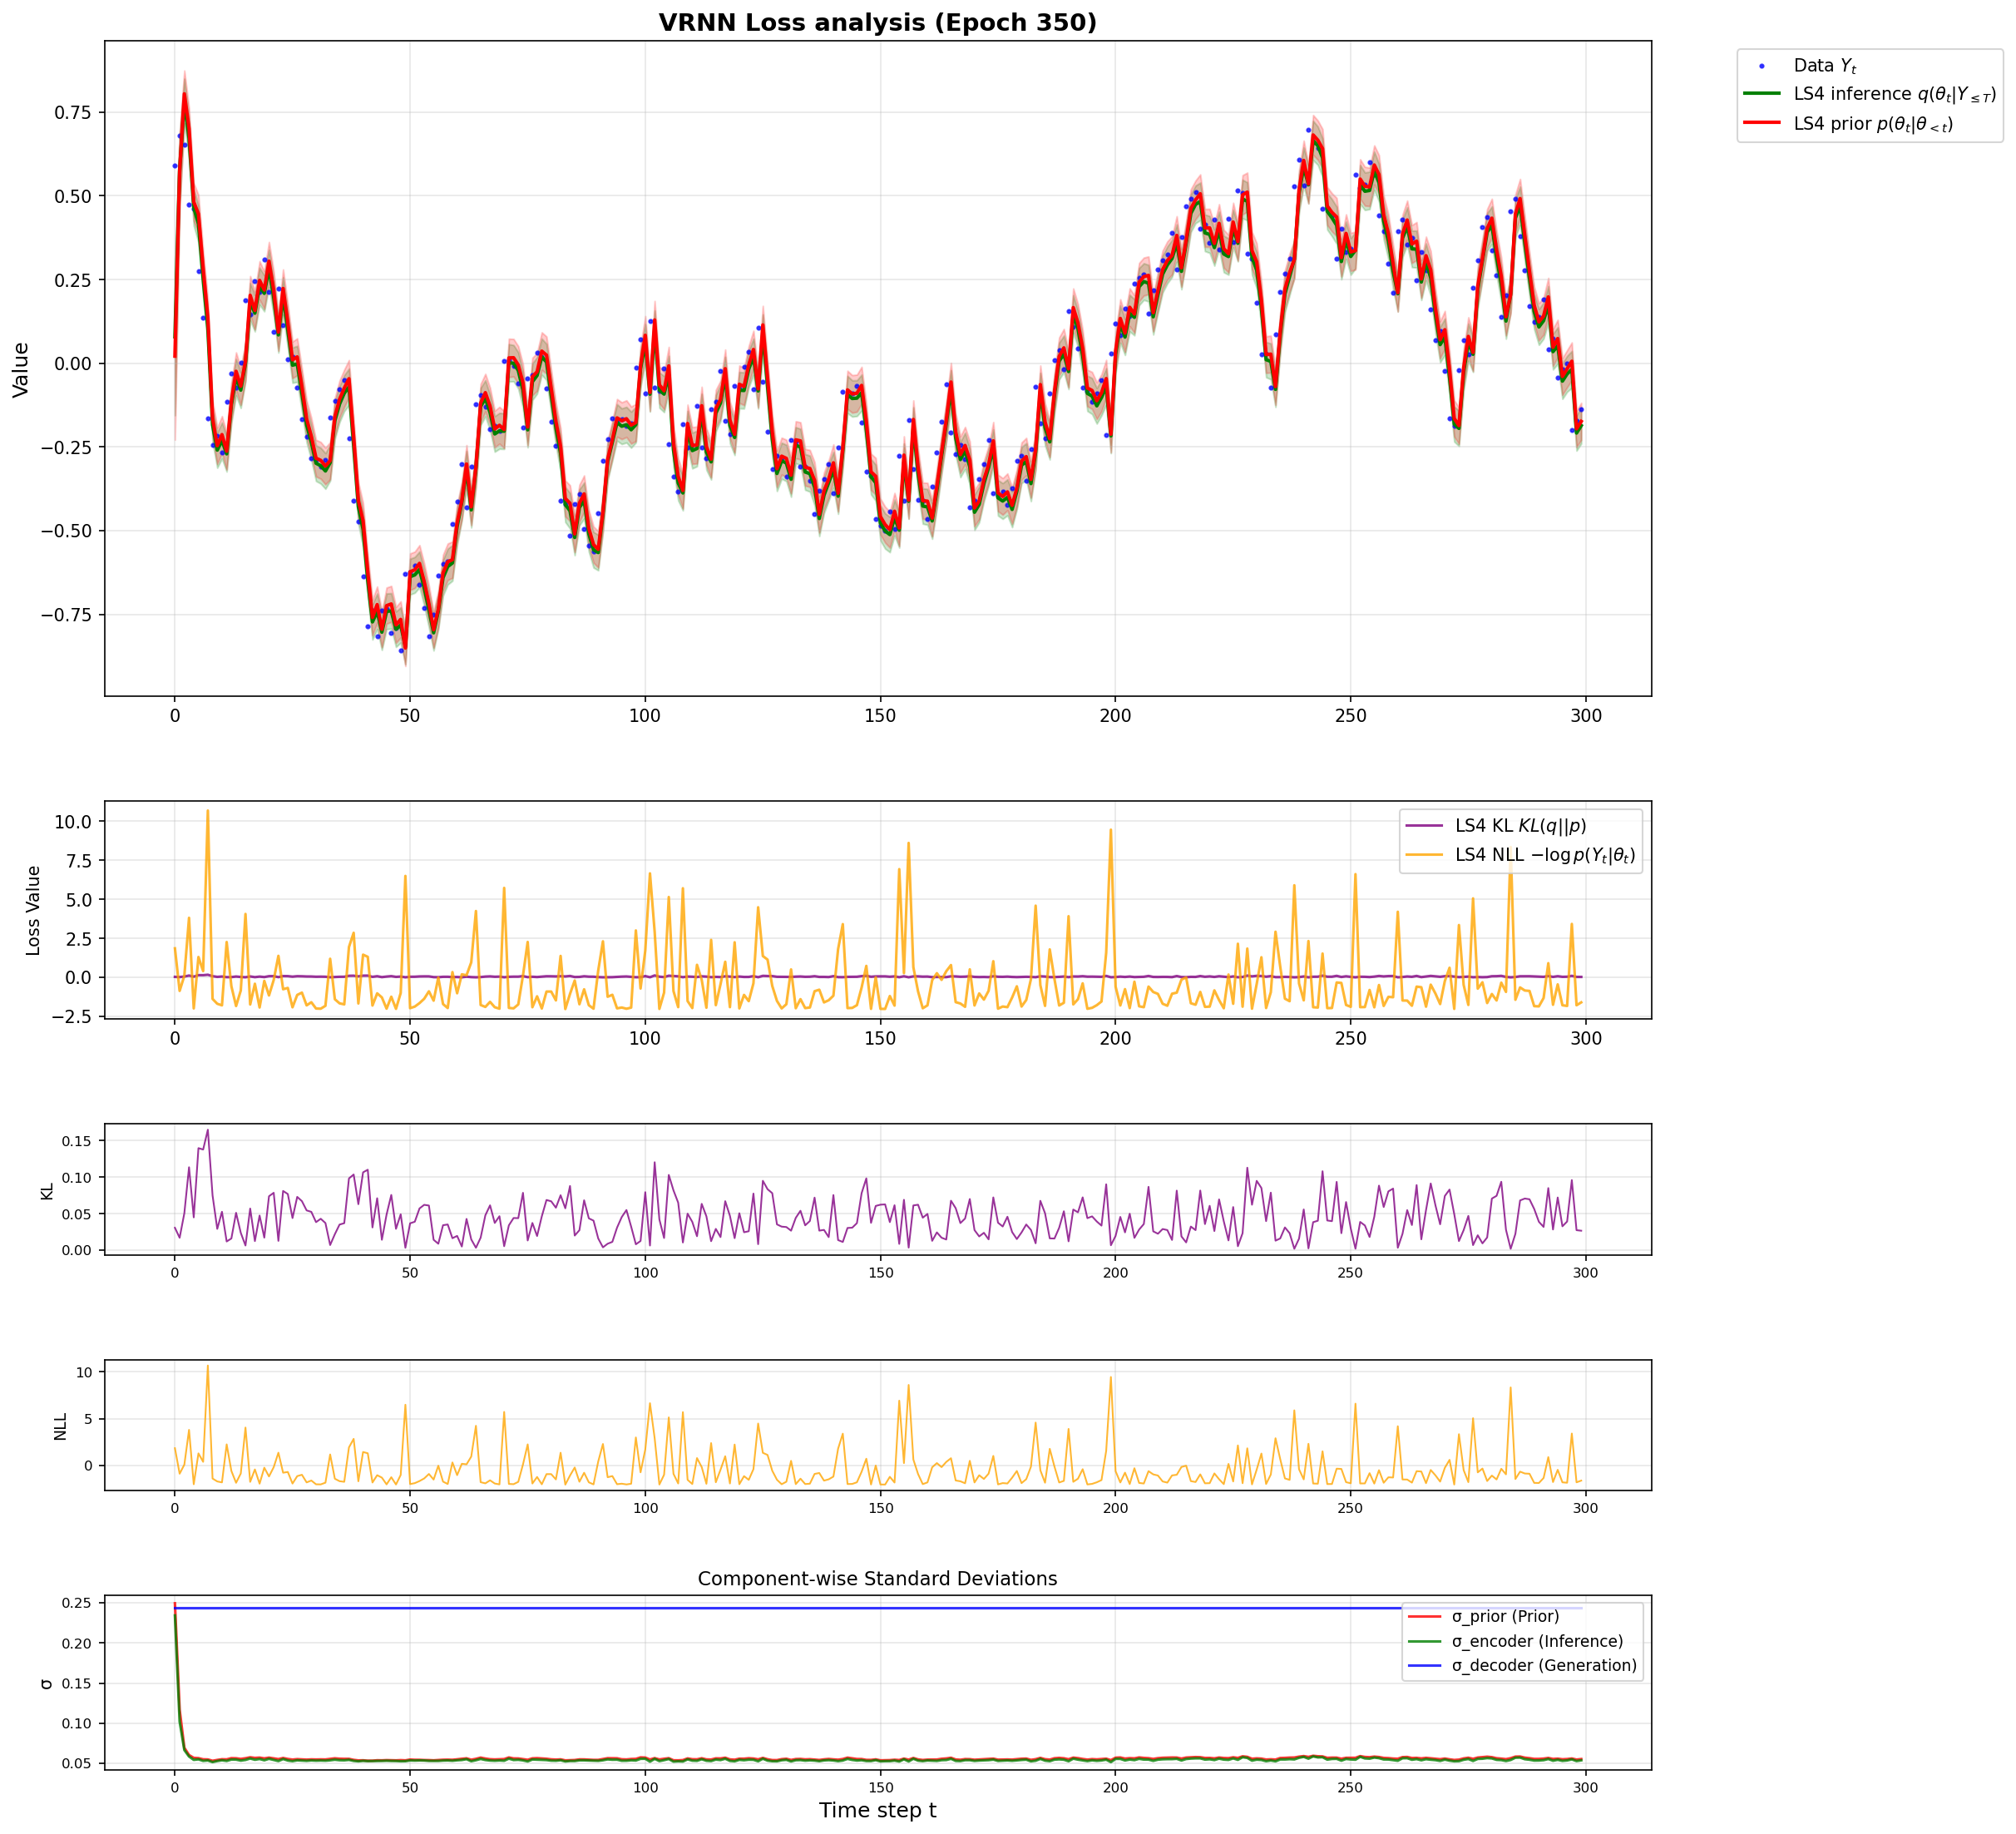 VRNN Loss analysis (Epoch 350)
Value
0.75
0.50
0.25
0.00
−0.25
−0.50
−0.75
0 50 100 150 200 250 300
Data Y_t
LS4 inference q(θ_t|Y_≤T)
LS4 prior p(θ_t|θ_<t)
Loss Value
10.0
7.5
5.0
2.5
0.0
−2.5
0 50 100 150 200 250 300
LS4 KL KL(q||p)
LS4 NLL −log p(Y_t|θ_t)
KL
0.15
0.10
0.05
0.00
0 50 100 150 200 250 300
NLL
10
5
0
0 50 100 150 200 250 300
Component-wise Standard Deviations
σ
0.25
0.20
0.15
0.10
0.05
0 50 100 150 200 250 300
σ_prior (Prior)
σ_encoder (Inference)
σ_decoder (Generation)
Time step t